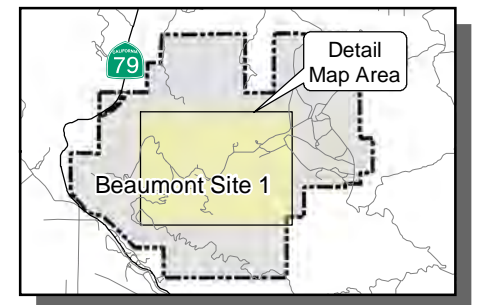 CALIFORNIA
79
Detail
Map Area
Beaumont Site 1